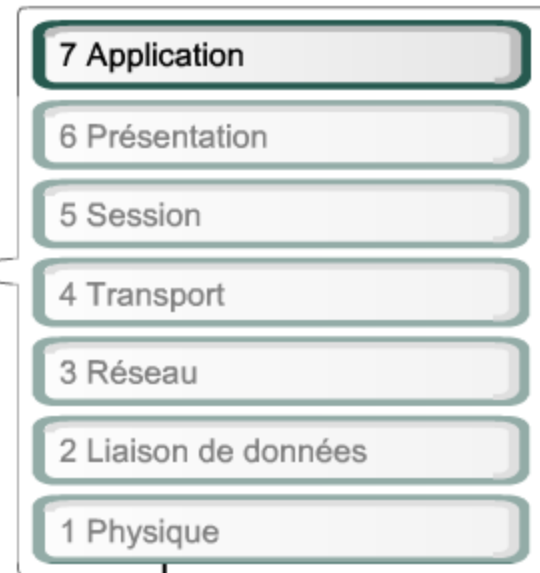 7 Application
6 Présentation
5 Session
4 Transport
3 Réseau
2 Liaison de données
1 Physique